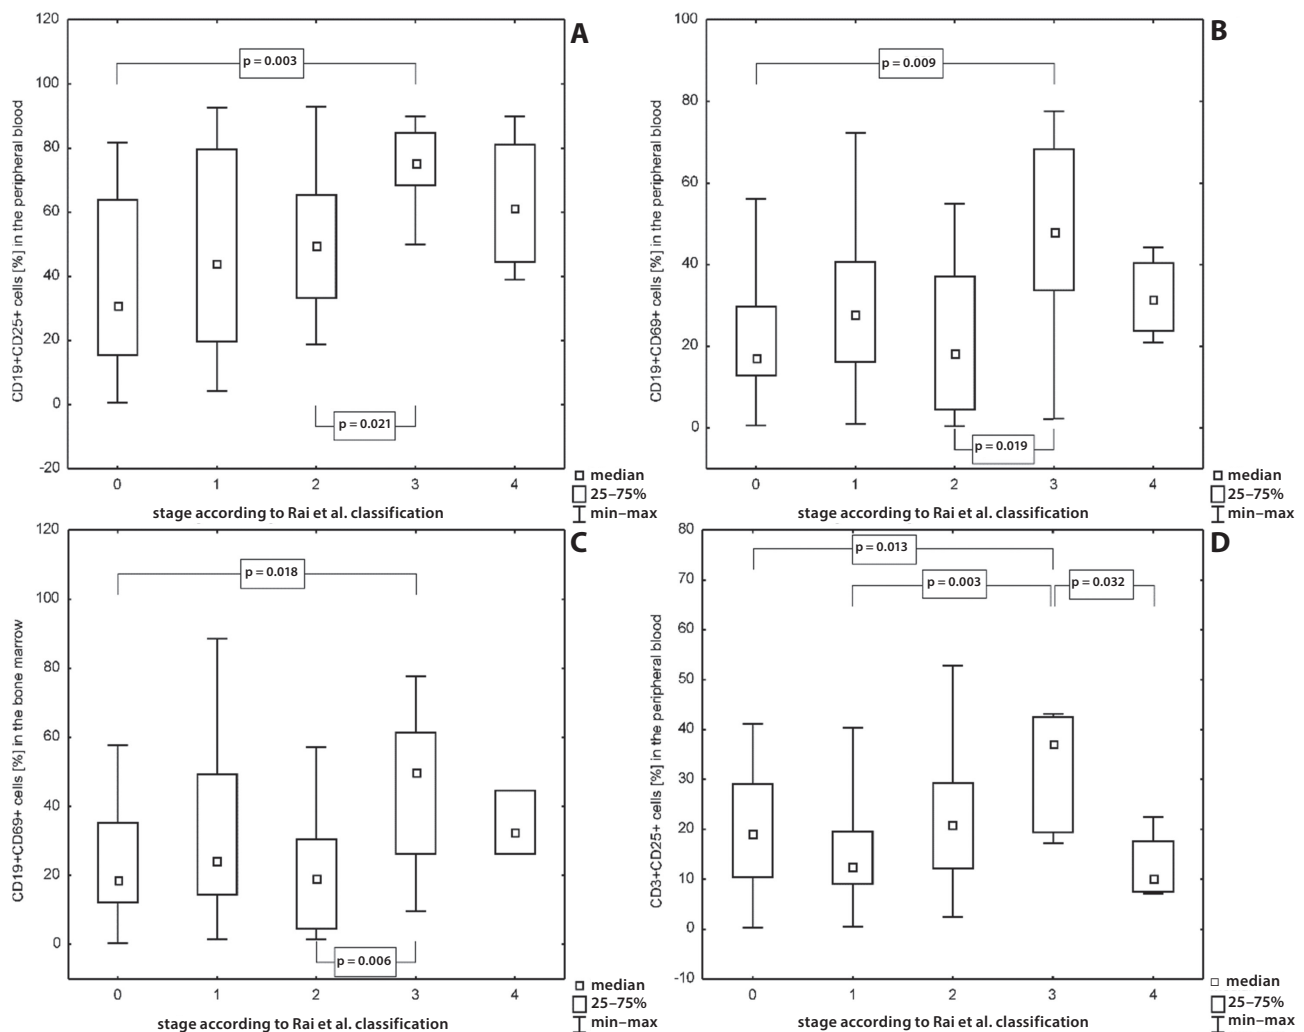 A
120
100
80
60
40
20
0
-20
CD19+CD25+ cells [%] in the peripheral blood
p = 0.003
p = 0.021
0 1 2 3 4
stage according to Rai et al. classification
median
25–75%
min–max
B
100
80
60
40
20
0
CD19+CD69+ cells [%] in the peripheral blood
p = 0.009
p = 0.019
0 1 2 3 4
stage according to Rai et al. classification
median
25–75%
min–max
C
120
100
80
60
40
20
0
CD19+CD69+ cells [%] in the bone marrow
p = 0.018
p = 0.006
0 1 2 3 4
stage according to Rai et al. classification
median
25–75%
min–max
D
80
70
60
50
40
30
20
10
0
-10
CD3+CD25+ cells [%] in the peripheral blood
p = 0.013
p = 0.003
p = 0.032
0 1 2 3 4
stage according to Rai et al. classification
median
25–75%
min–max